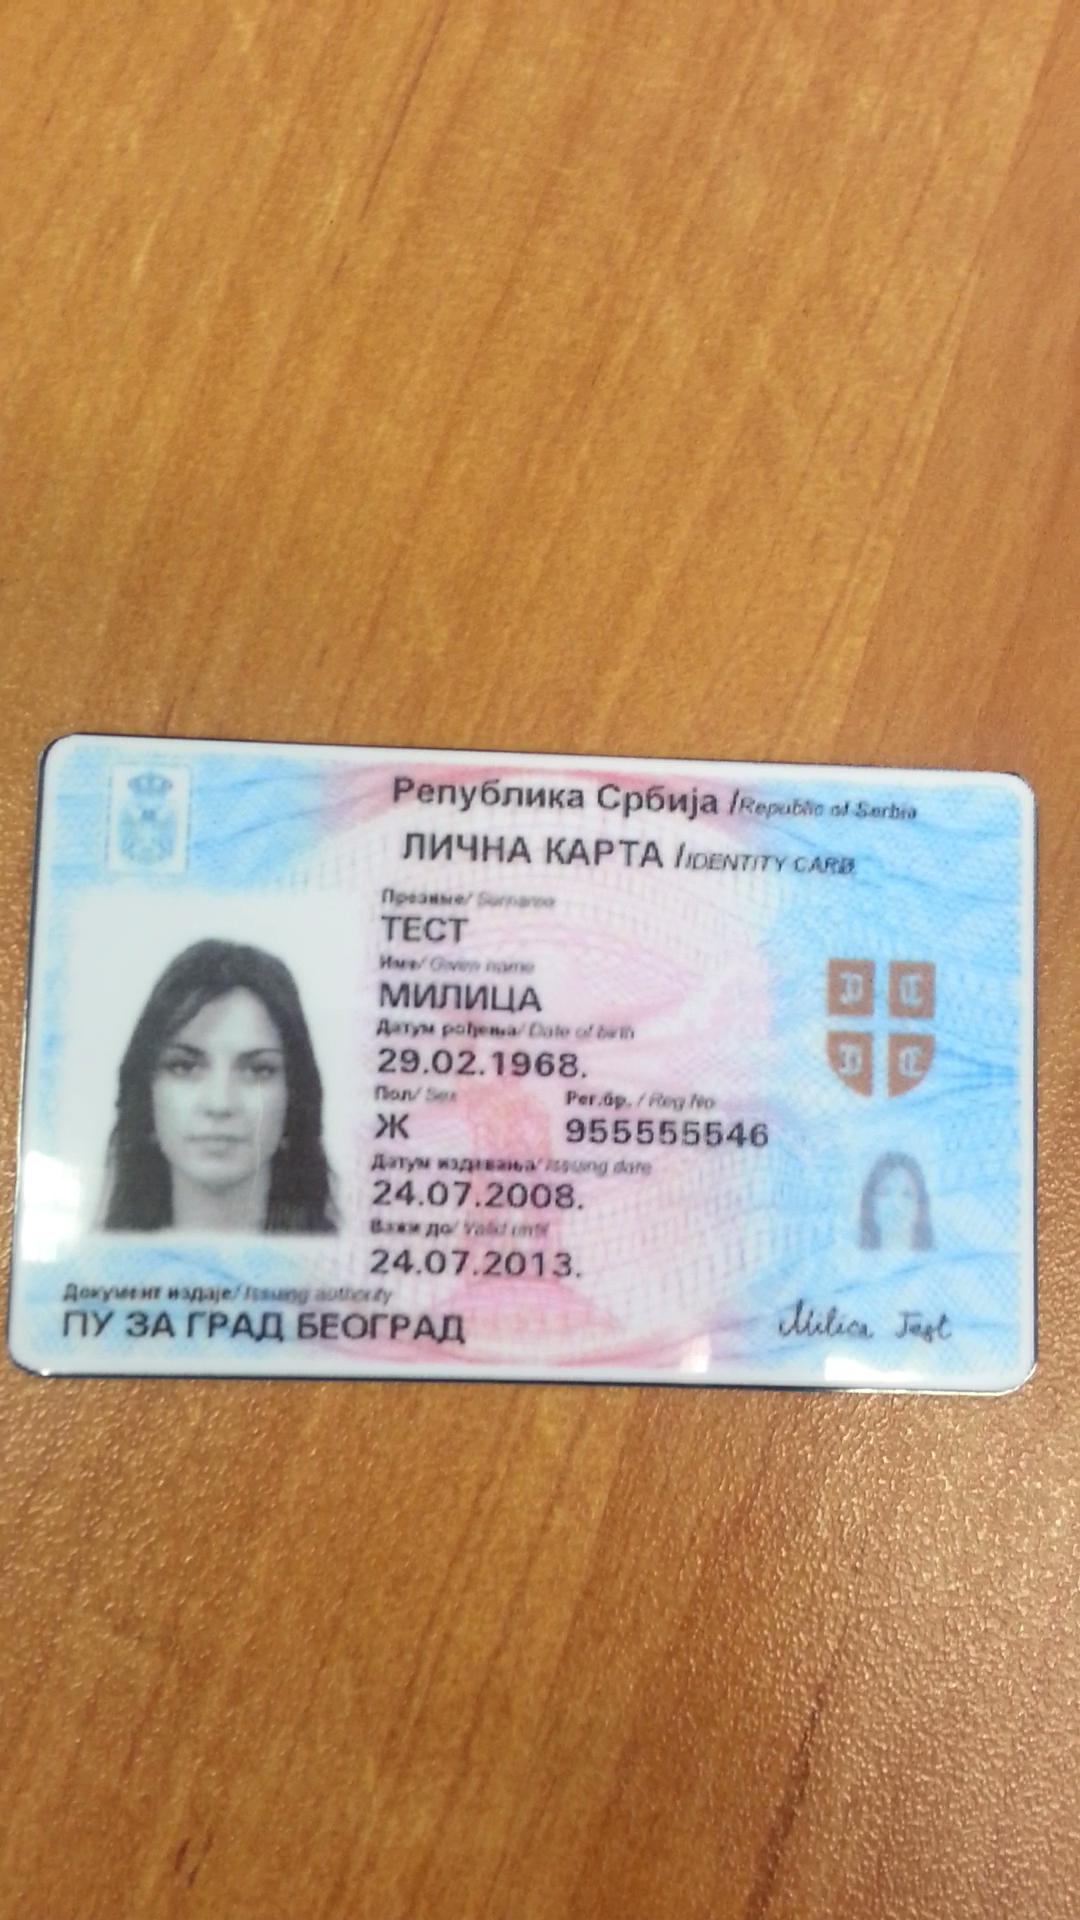 Република Србија /Republic of Serbia
ЛИЧНА КАРТА /IDENTITY CARD
Презиме/ Surname
ТЕСТ
Име/ Given name
МИЛИЦА
Датум рођења/ Date of birth
29.02.1968.
Пол/ Sex Рег.бр. / Reg No
Ж 955555546
Датум издавања/ Issuing date
24.07.2008.
Важи до/ Valid until
24.07.2013.
Документ издаје/ Issuing authority
ПУ ЗА ГРАД БЕОГРАД
Milica Test